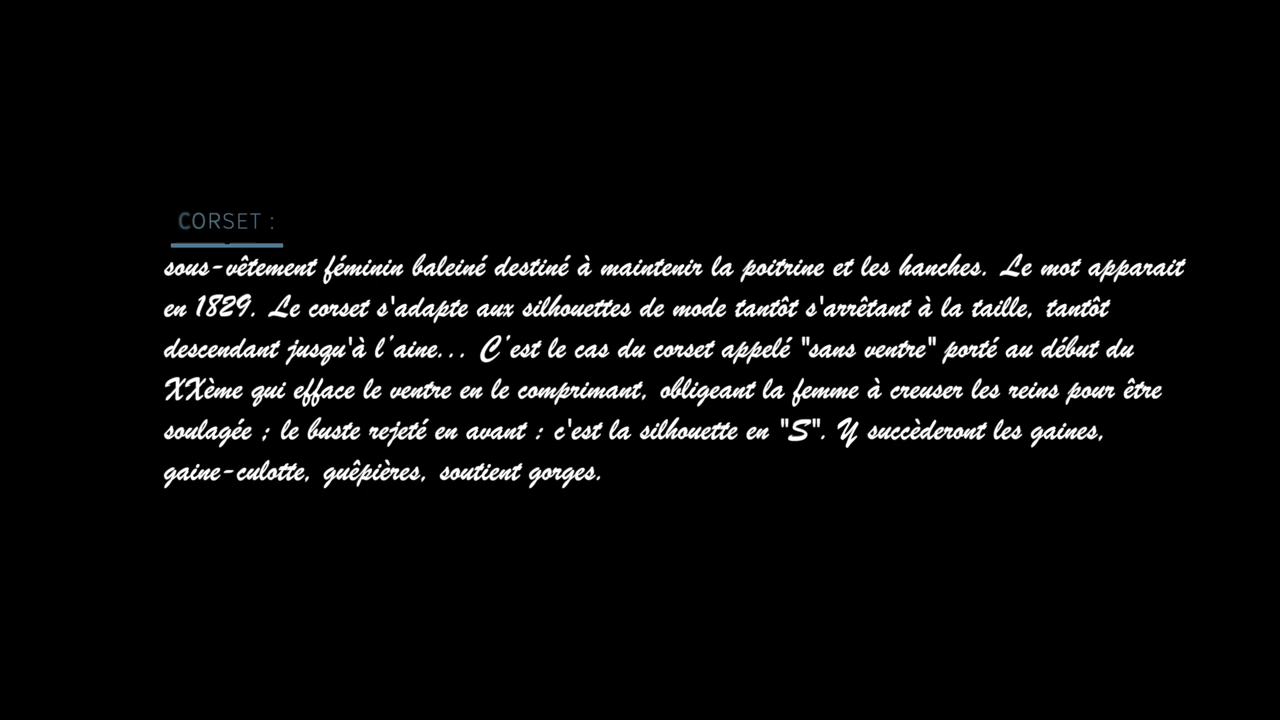 CORSET :
sous-vêtement féminin baleiné destiné à maintenir la poitrine et les hanches. Le mot apparait
en 1829. Le corset s'adapte aux silhouettes de mode tantôt s'arrêtant à la taille, tantôt
descendant jusqu'à l'aine... C'est le cas du corset appelé "sans ventre" porté au début du
XXème qui efface le ventre en le comprimant, obligeant la femme à creuser les reins pour être
soulagée ; le buste rejeté en avant : c'est la silhouette en "S". Y succèderont les gaines,
gaine-culotte, guêpières, soutient gorges.